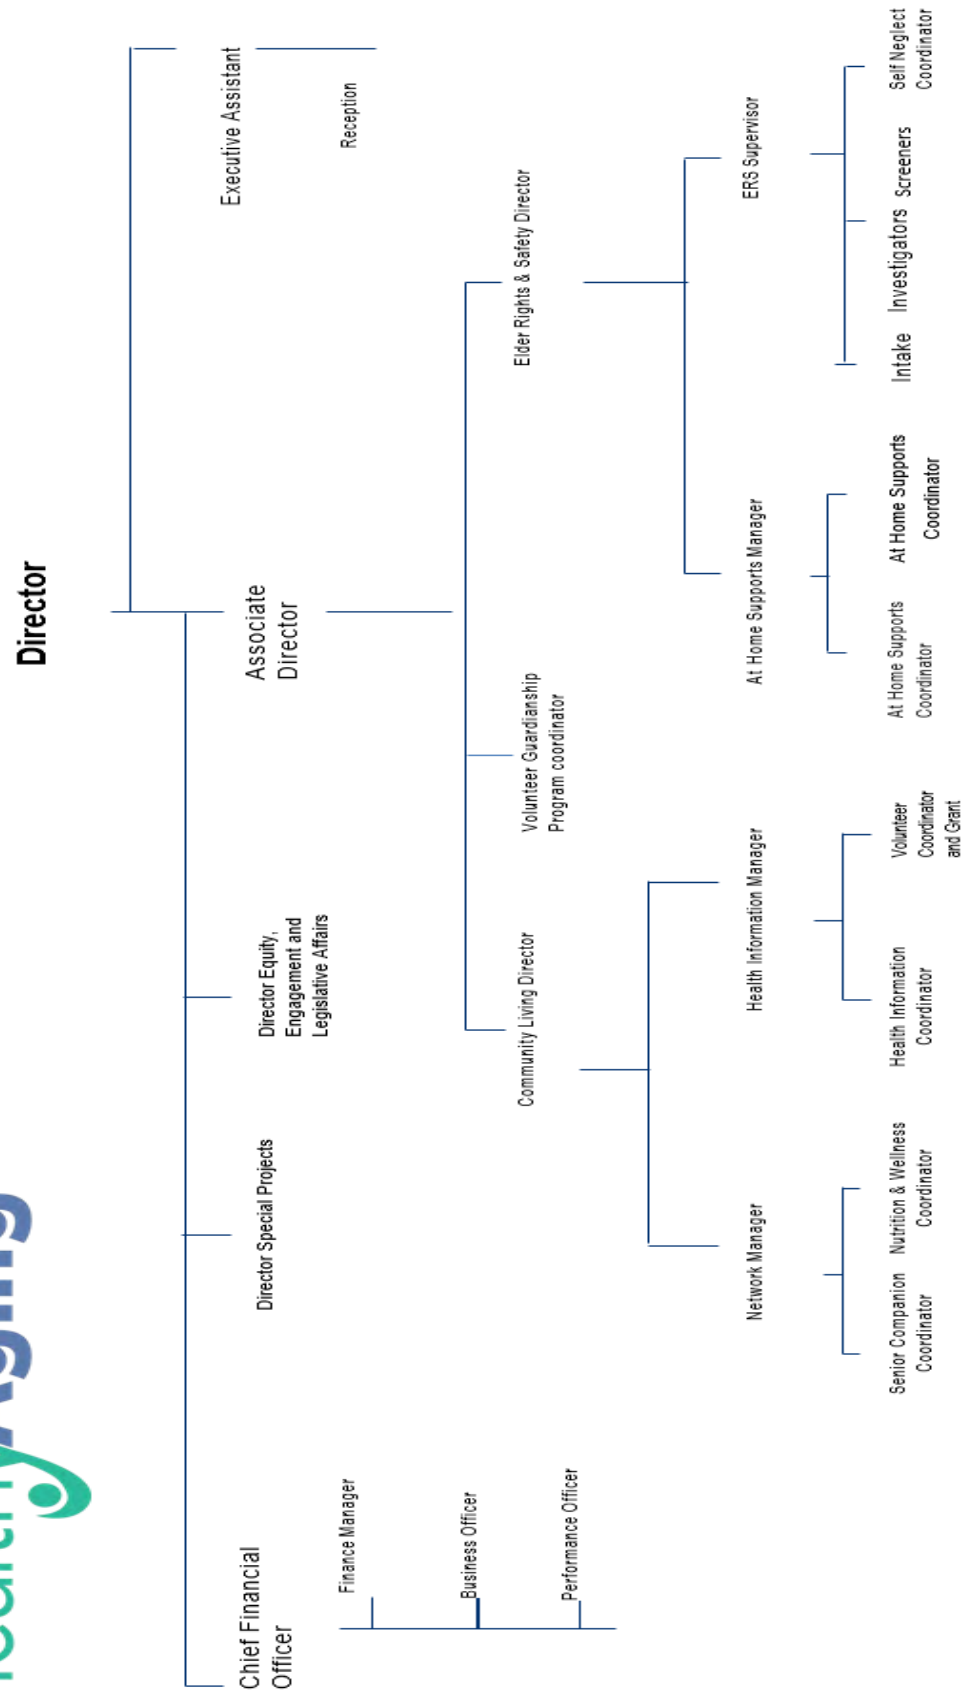 Director
Executive Assistant
Reception
Associate
Director
Director Equity,
Engagement and
Legislative Affairs
Director Special Projects
Chief Financial
Officer
Finance Manager
Business Officer
Performance Officer
Community Living Director
Volunteer Guardianship
Program coordinator
Elder Rights & Safety Director
Network Manager
Health Information Manager
At Home Supports Manager
ERS Supervisor
Senior Companion
Coordinator
Nutrition & Wellness
Coordinator
Health Information
Coordinator
Volunteer
Coordinator
and Grant
At Home Supports
Coordinator
At Home Supports
Coordinator
Intake
Investigators
Screeners
Self Neglect
Coordinator